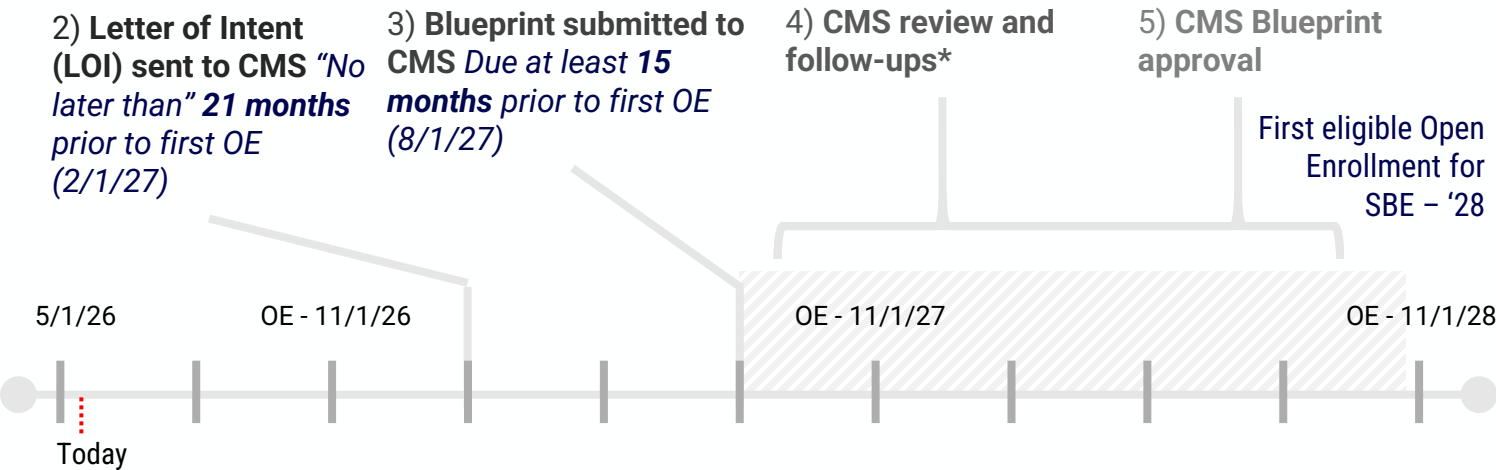 2) Letter of Intent
(LOI) sent to CMS “No
later than” 21 months
prior to first OE
(2/1/27)
3) Blueprint submitted to
CMS Due at least 15
months prior to first OE
(8/1/27)
4) CMS review and
follow-ups*
5) CMS Blueprint
approval
First eligible Open
Enrollment for
SBE – ‘28
5/1/26
OE - 11/1/26
OE - 11/1/27
OE - 11/1/28
Today